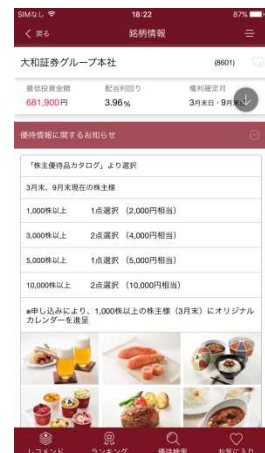 SIMなし 18:22 87%
戻る 銘柄情報
大和証券グループ本社 (8601)
最低投資金額 配当利回り 権利確定月
681,900円 3.96% 3月末日・9月末日
優待情報に関するお知らせ
「株主優待品カタログ」より選択
3月末、9月末現在の株主様
1,000株以上 1点選択 (2,000円相当)
3,000株以上 2点選択 (4,000円相当)
5,000株以上 1点選択 (5,000円相当)
10,000株以上 2点選択 (10,000円相当)
※申し込みにより、1,000株以上の株主様（3月末）にオリジナル
カレンダーを進呈
レコメンド ランキング 優待検索 お気に入り